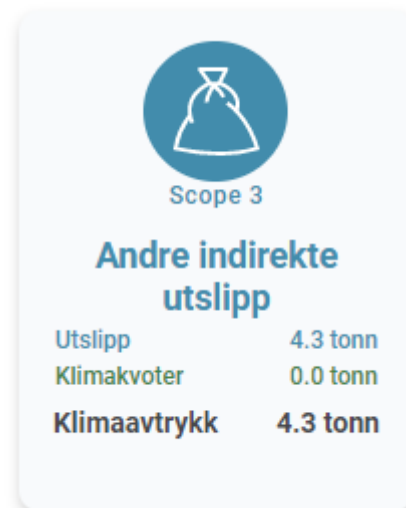 Scope 3
Andre indirekte
utslipp
Utslipp 4.3 tonn
Klimakvoter 0.0 tonn
Klimaavtrykk 4.3 tonn